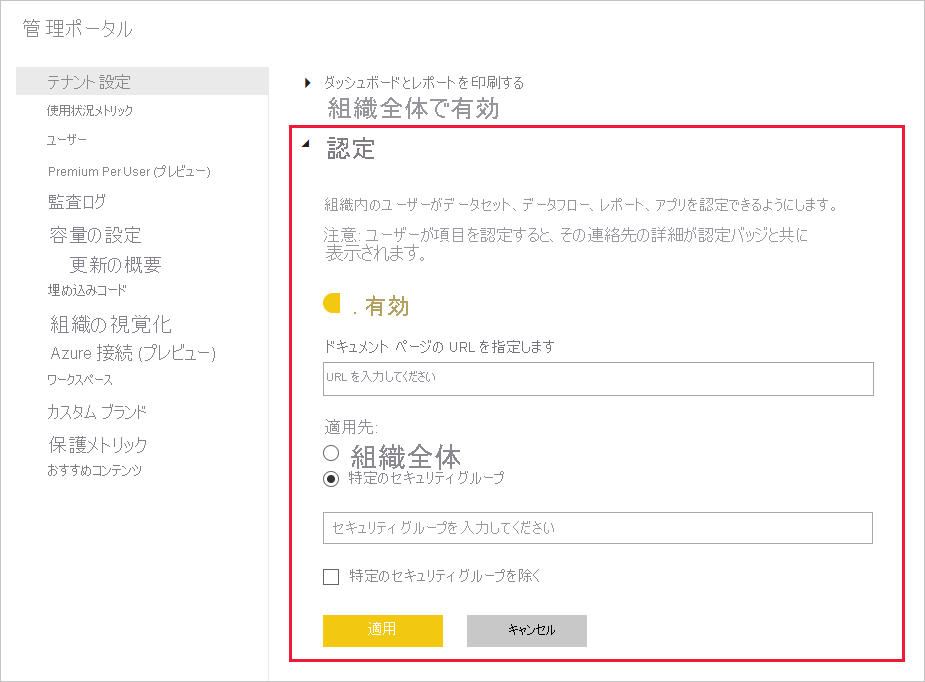 管理ポータル
テナント設定
使用状況メトリック
ユーザー
Premium Per User (プレビュー)
監査ログ
容量の設定
更新の概要
埋め込みコード
組織の視覚化
Azure 接続 (プレビュー)
ワークスペース
カスタム ブランド
保護メトリック
おすすめコンテンツ
ダッシュボードとレポートを印刷する
組織全体で有効
認定
組織内のユーザーがデータセット、データフロー、レポート、アプリを認定できるようにします。
注意: ユーザーが項目を認定すると、その連絡先の詳細が認定バッジと共に
表示されます。
. 有効
ドキュメント ページの URL を指定します
URL を入力してください
適用先:
組織全体
特定のセキュリティ グループ
セキュリティ グループを入力してください
特定のセキュリティ グループを除く
適用
キャンセル